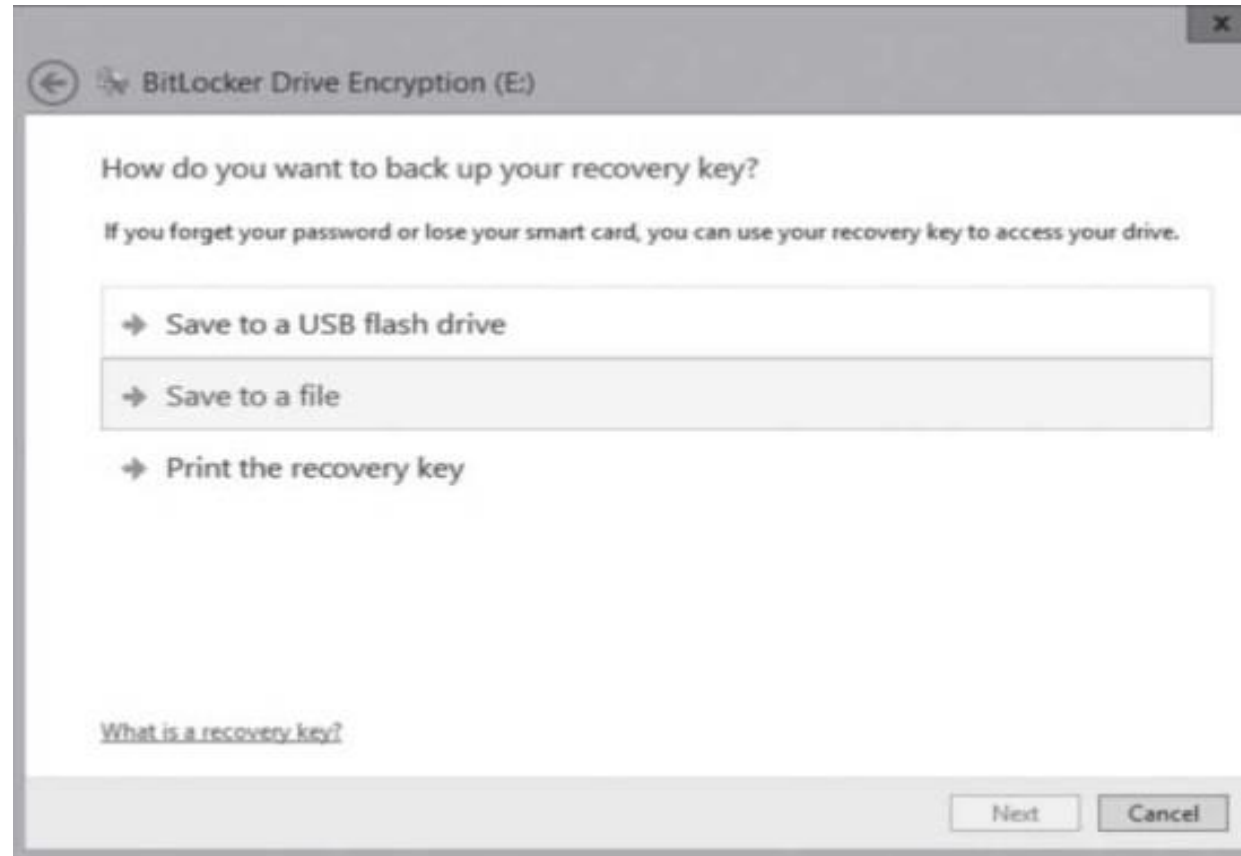 BitLocker Drive Encryption (E:)
How do you want to back up your recovery key?
If you forget your password or lose your smart card, you can use your recovery key to access your drive.
Save to a USB flash drive
Save to a file
Print the recovery key
What is a recovery key?
Next
Cancel